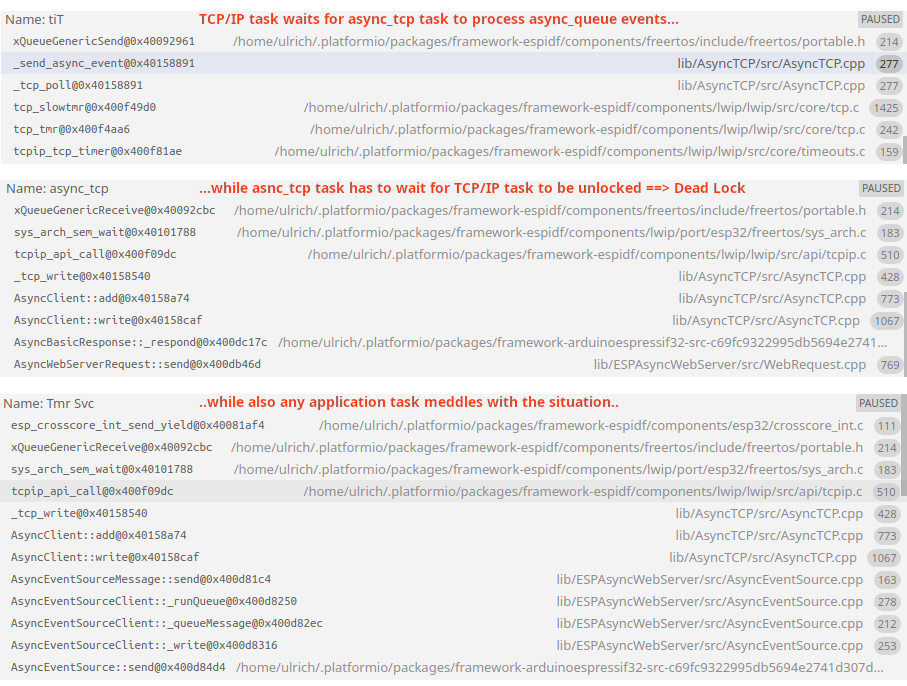 Name: tiT TCP/IP task waits for async_tcp task to process async_queue events... PAUSED
xQueueGenericSend@0x40092961 /home/ulrich/.platformio/packages/framework-espidf/components/freertos/include/freertos/portable.h 214
_send_async_event@0x40158891 lib/AsyncTCP/src/AsyncTCP.cpp 277
_tcp_poll@0x40158891 lib/AsyncTCP/src/AsyncTCP.cpp 277
tcp_slowtmr@0x400f49d0 /home/ulrich/.platformio/packages/framework-espidf/components/lwip/lwip/src/core/tcp.c 1425
tcp_tmr@0x400f4aa6 /home/ulrich/.platformio/packages/framework-espidf/components/lwip/lwip/src/core/tcp.c 242
tcpip_tcp_timer@0x400f81ae /home/ulrich/.platformio/packages/framework-espidf/components/lwip/lwip/src/core/timeouts.c 159
Name: async_tcp ...while asnc_tcp task has to wait for TCP/IP task to be unlocked ==> Dead Lock PAUSED
xQueueGenericReceive@0x40092cbc /home/ulrich/.platformio/packages/framework-espidf/components/freertos/include/freertos/portable.h 214
sys_arch_sem_wait@0x40101788 /home/ulrich/.platformio/packages/framework-espidf/components/lwip/port/esp32/freertos/sys_arch.c 183
tcpip_api_call@0x400f09dc /home/ulrich/.platformio/packages/framework-espidf/components/lwip/lwip/src/api/tcpip.c 510
_tcp_write@0x40158540 lib/AsyncTCP/src/AsyncTCP.cpp 428
AsyncClient::add@0x40158a74 lib/AsyncTCP/src/AsyncTCP.cpp 773
AsyncClient::write@0x40158caf lib/AsyncTCP/src/AsyncTCP.cpp 1067
AsyncBasicResponse::_respond@0x400dc17c /home/ulrich/.platformio/packages/framework-arduinoespressif32-src-c69fc9322995db5694e2741...
AsyncWebServerRequest::send@0x400db46d lib/ESPAsyncWebServer/src/WebRequest.cpp 769
Name: Tmr Svc ..while also any application task meddles with the situation.. PAUSED
esp_crosscore_int_send_yield@0x40081af4 /home/ulrich/.platformio/packages/framework-espidf/components/esp32/crosscore_int.c 111
xQueueGenericReceive@0x40092cbc /home/ulrich/.platformio/packages/framework-espidf/components/freertos/include/freertos/portable.h 214
sys_arch_sem_wait@0x40101788 /home/ulrich/.platformio/packages/framework-espidf/components/lwip/port/esp32/freertos/sys_arch.c 183
tcpip_api_call@0x400f09dc /home/ulrich/.platformio/packages/framework-espidf/components/lwip/lwip/src/api/tcpip.c 510
_tcp_write@0x40158540 lib/AsyncTCP/src/AsyncTCP.cpp 428
AsyncClient::add@0x40158a74 lib/AsyncTCP/src/AsyncTCP.cpp 773
AsyncClient::write@0x40158caf lib/AsyncTCP/src/AsyncTCP.cpp 1067
AsyncEventSourceMessage::send@0x400d81c4 lib/ESPAsyncWebServer/src/AsyncEventSource.cpp 163
AsyncEventSourceClient::_runQueue@0x400d8250 lib/ESPAsyncWebServer/src/AsyncEventSource.cpp 278
AsyncEventSourceClient::_queueMessage@0x400d82ec lib/ESPAsyncWebServer/src/AsyncEventSource.cpp 212
AsyncEventSourceClient::_write@0x400d8316 lib/ESPAsyncWebServer/src/AsyncEventSource.cpp 253
AsyncEventSource::send@0x400d84d4 /home/ulrich/.platformio/packages/framework-arduinoespressif32-src-c69fc9322995db5694e2741d307d...